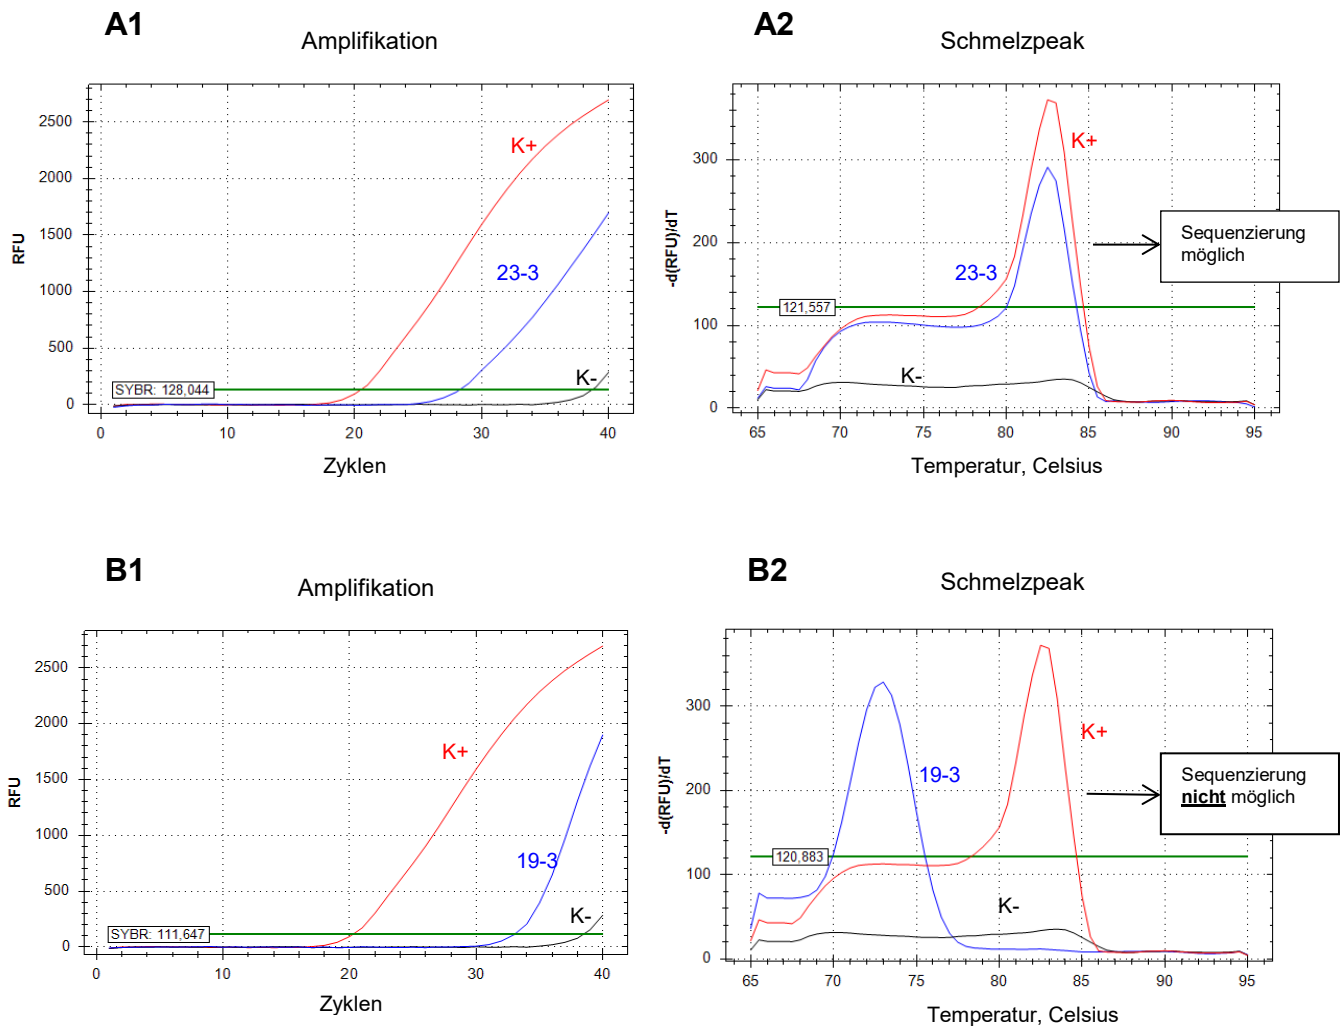 A1
Amplifikation
RFU
2500
2000
1500
1000
500
0
K+
23-3
K-
SYBR: 128,044
0 10 20 30 40
Zyklen
A2
Schmelzpeak
-d(RFU)/dT
300
200
100
0
K+
23-3
121,557
K-
Sequenzierung
möglich
65 70 75 80 85 90 95
Temperatur, Celsius
B1
Amplifikation
RFU
2500
2000
1500
1000
500
0
K+
19-3
K-
SYBR: 111,647
0 10 20 30 40
Zyklen
B2
Schmelzpeak
-d(RFU)/dT
300
200
100
0
K+
19-3
120,883
K-
Sequenzierung
nicht möglich
65 70 75 80 85 90 95
Temperatur, Celsius